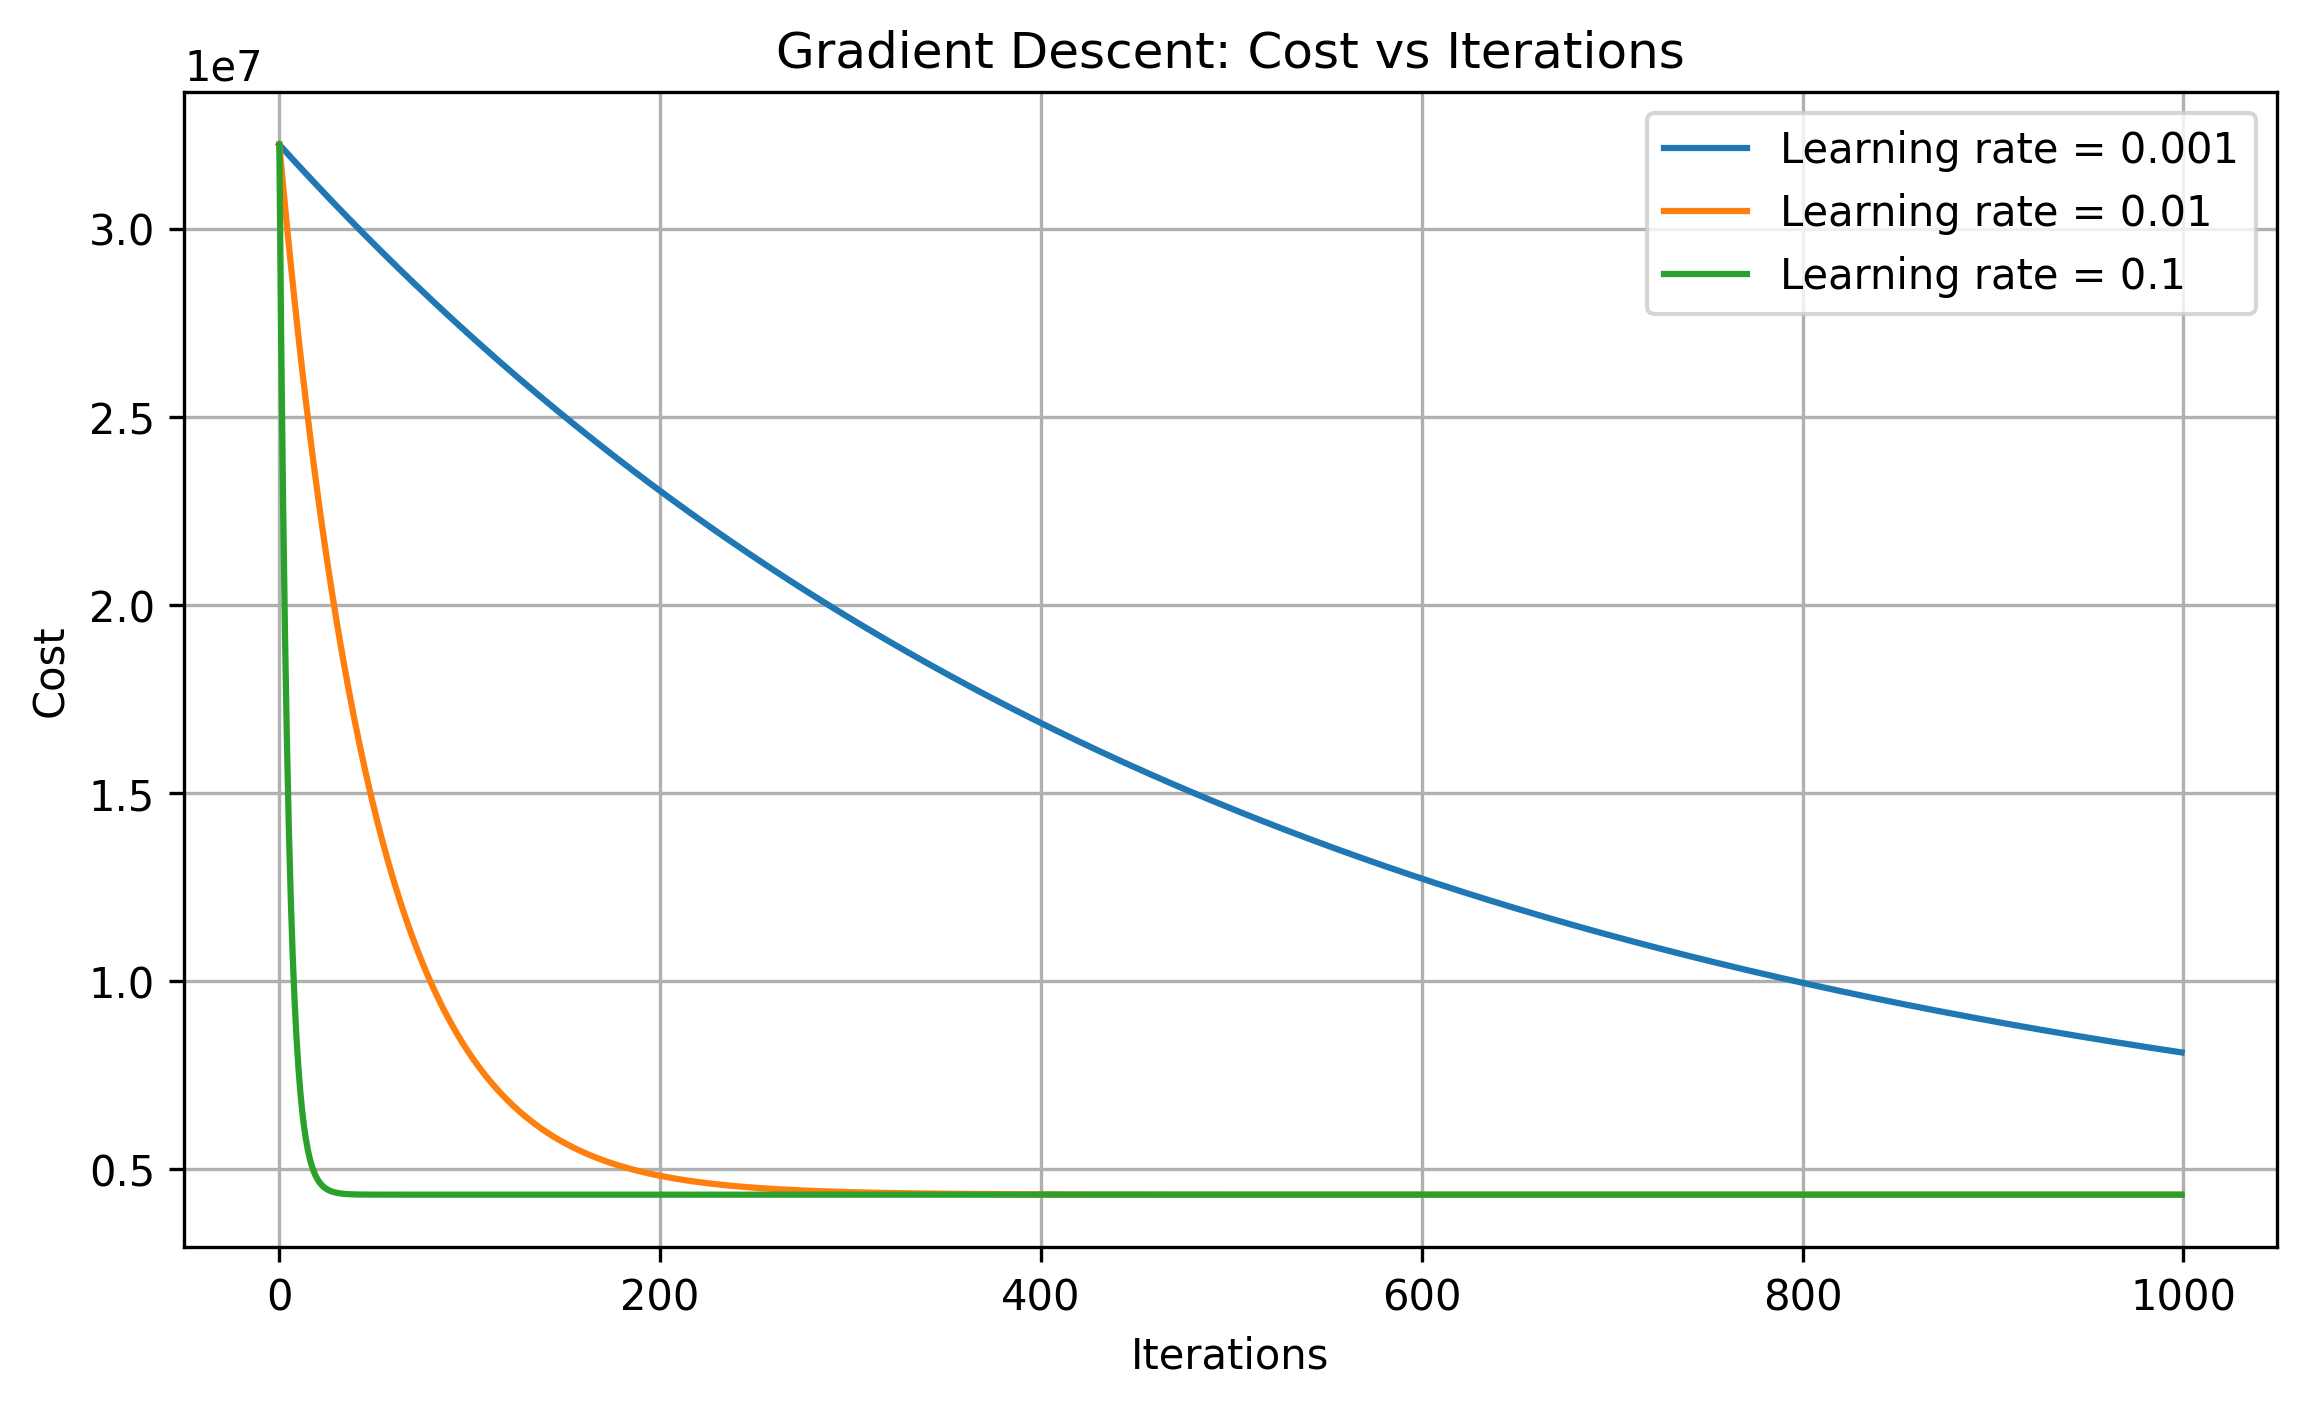 Gradient Descent: Cost vs Iterations
1e7
Learning rate = 0.001
Learning rate = 0.01
Learning rate = 0.1
3.0
2.5
2.0
1.5
1.0
0.5
Cost
0 200 400 600 800 1000
Iterations